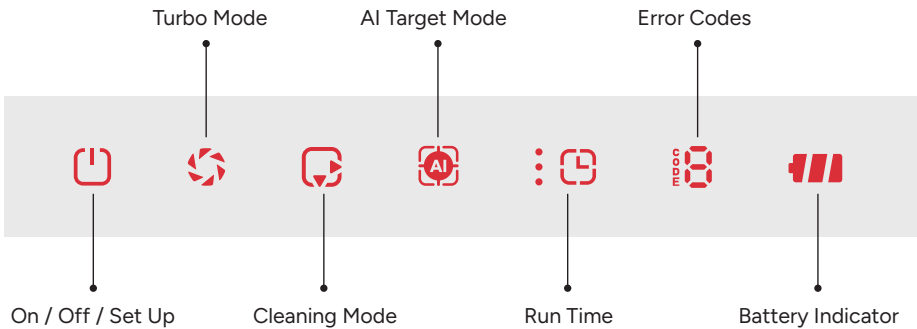 Turbo Mode
AI Target Mode
Error Codes
AI
CODE
8
On / Off / Set Up
Cleaning Mode
Run Time
Battery Indicator